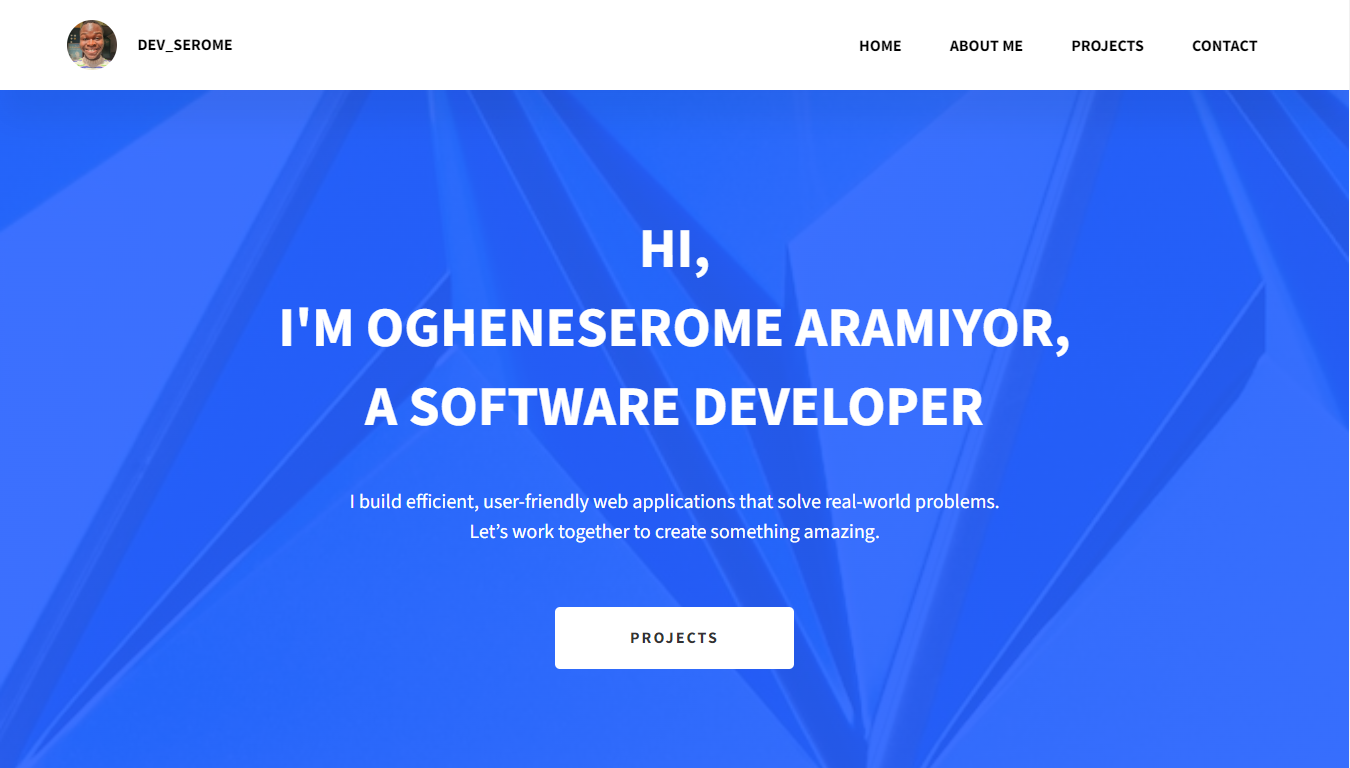 DEV_SEROME
HOME ABOUT ME PROJECTS CONTACT
HI,
I'M OGHENESEROME ARAMIYOR,
A SOFTWARE DEVELOPER
I build efficient, user-friendly web applications that solve real-world problems.
Let’s work together to create something amazing.
PROJECTS